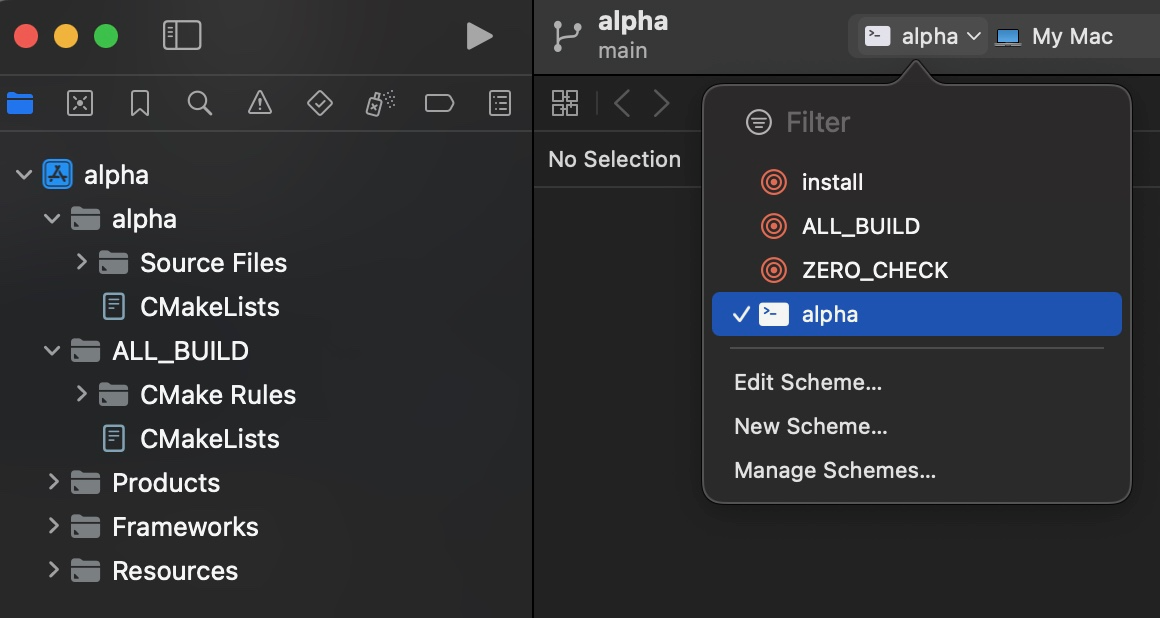 alpha
main
alpha
My Mac
No Selection
Filter
install
ALL_BUILD
ZERO_CHECK
alpha
Edit Scheme...
New Scheme...
Manage Schemes...
alpha
alpha
Source Files
CMakeLists
ALL_BUILD
CMake Rules
CMakeLists
Products
Frameworks
Resources